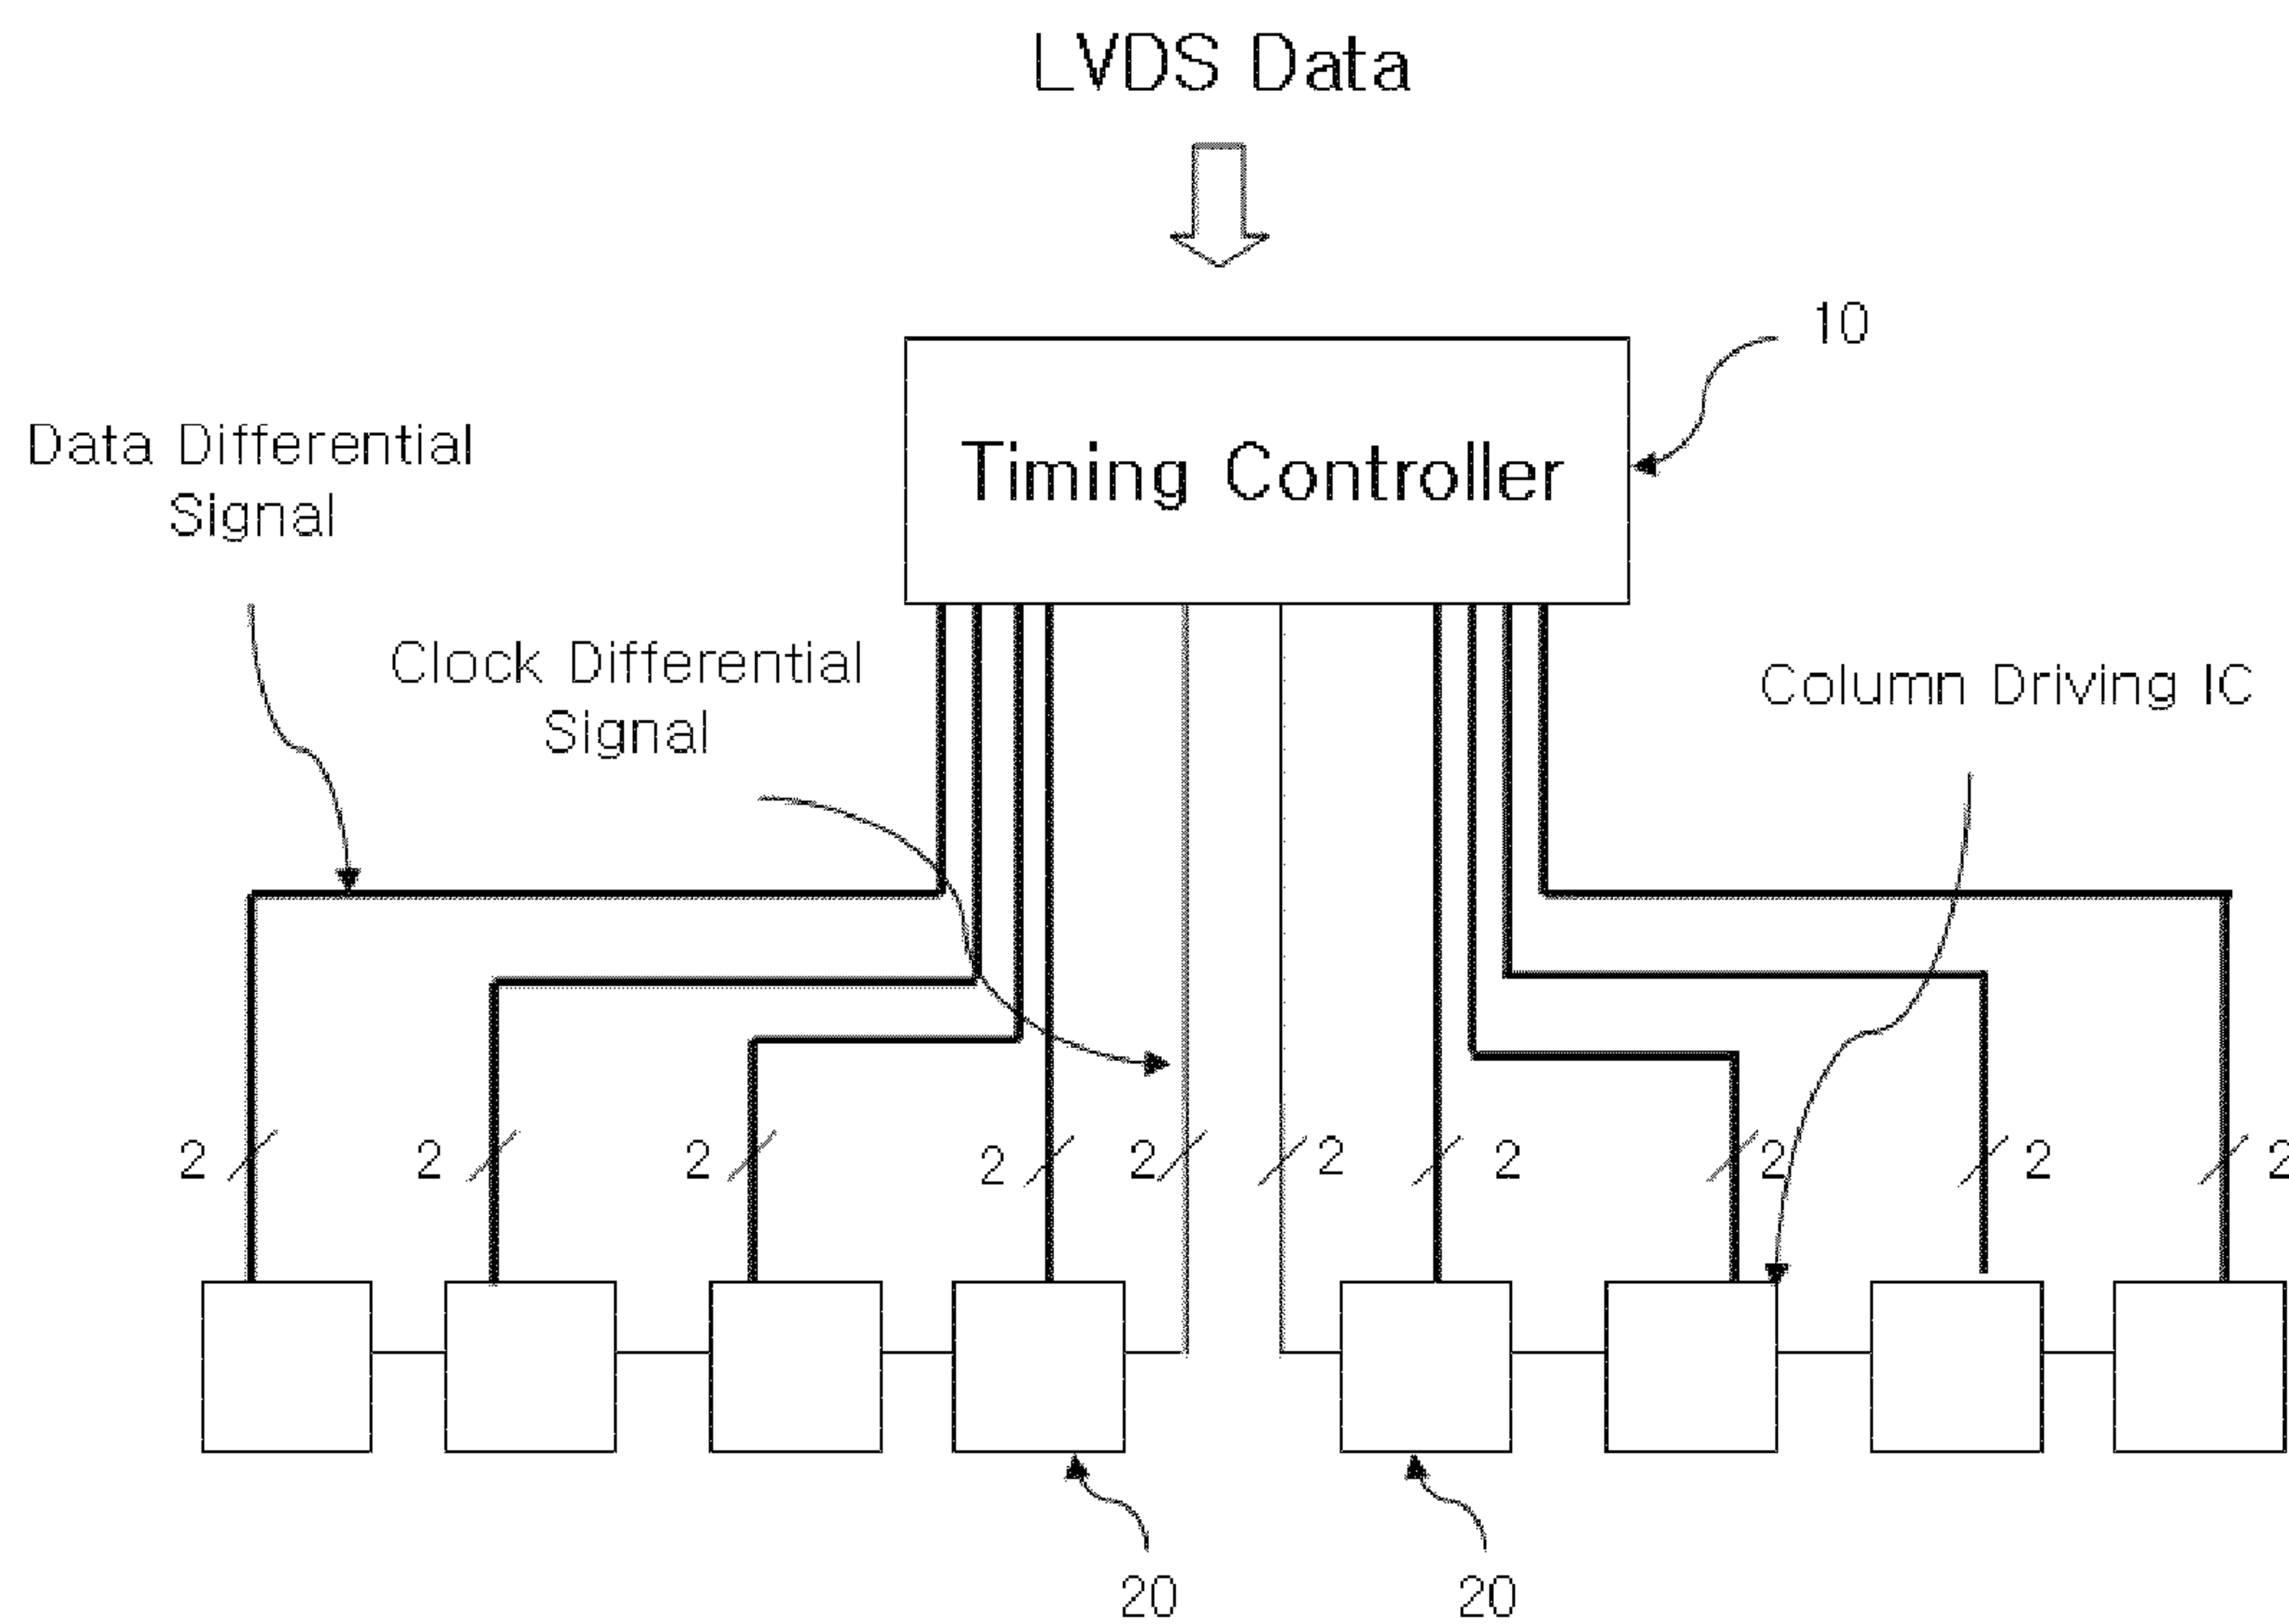 LVDS Data
10
Timing Controller
Data Differential
Signal
Clock Differential
Signal
Column Driving IC
2
2
2
2
2
2
2
2
2
2
20
20